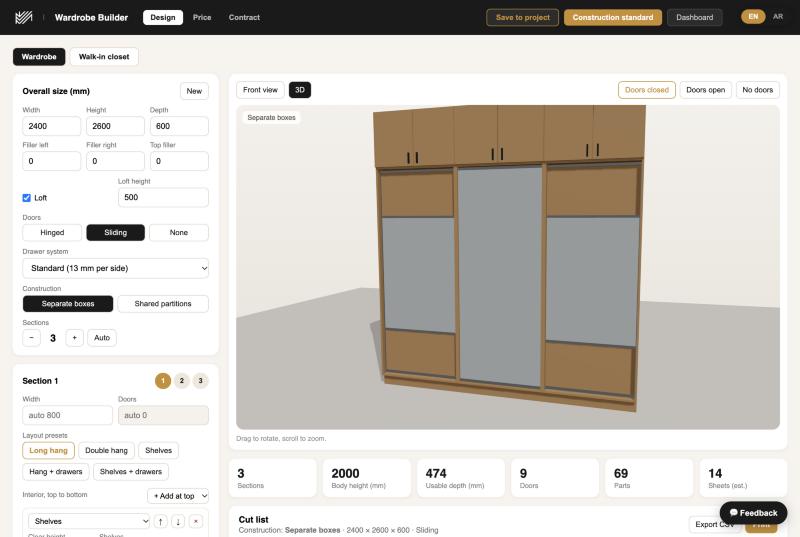 Wardrobe Builder
Design
Price
Contract
Save to project
Construction standard
Dashboard
EN
AR
Wardrobe
Walk-in closet
Overall size (mm)
New
Width
Height
Depth
2400
2600
600
Filler left
Filler right
Top filler
0
0
0
Loft
Loft height
500
Doors
Hinged
Sliding
None
Drawer system
Standard (13 mm per side)
Construction
Separate boxes
Shared partitions
Sections
−
3
+
Auto
Section 1
1
2
3
Width
Doors
auto 800
auto 0
Layout presets
Long hang
Double hang
Shelves
Hang + drawers
Shelves + drawers
Interior, top to bottom
+ Add at top
Shelves
↑
↓
×
Clear height
Shelves
Front view
3D
Doors closed
Doors open
No doors
Separate boxes
Drag to rotate, scroll to zoom.
3
Sections
2000
Body height (mm)
474
Usable depth (mm)
9
Doors
69
Parts
14
Sheets (est.)
Cut list
Construction: Separate boxes · 2400 × 2600 × 600 · Sliding
Export CSV
Print
Feedback